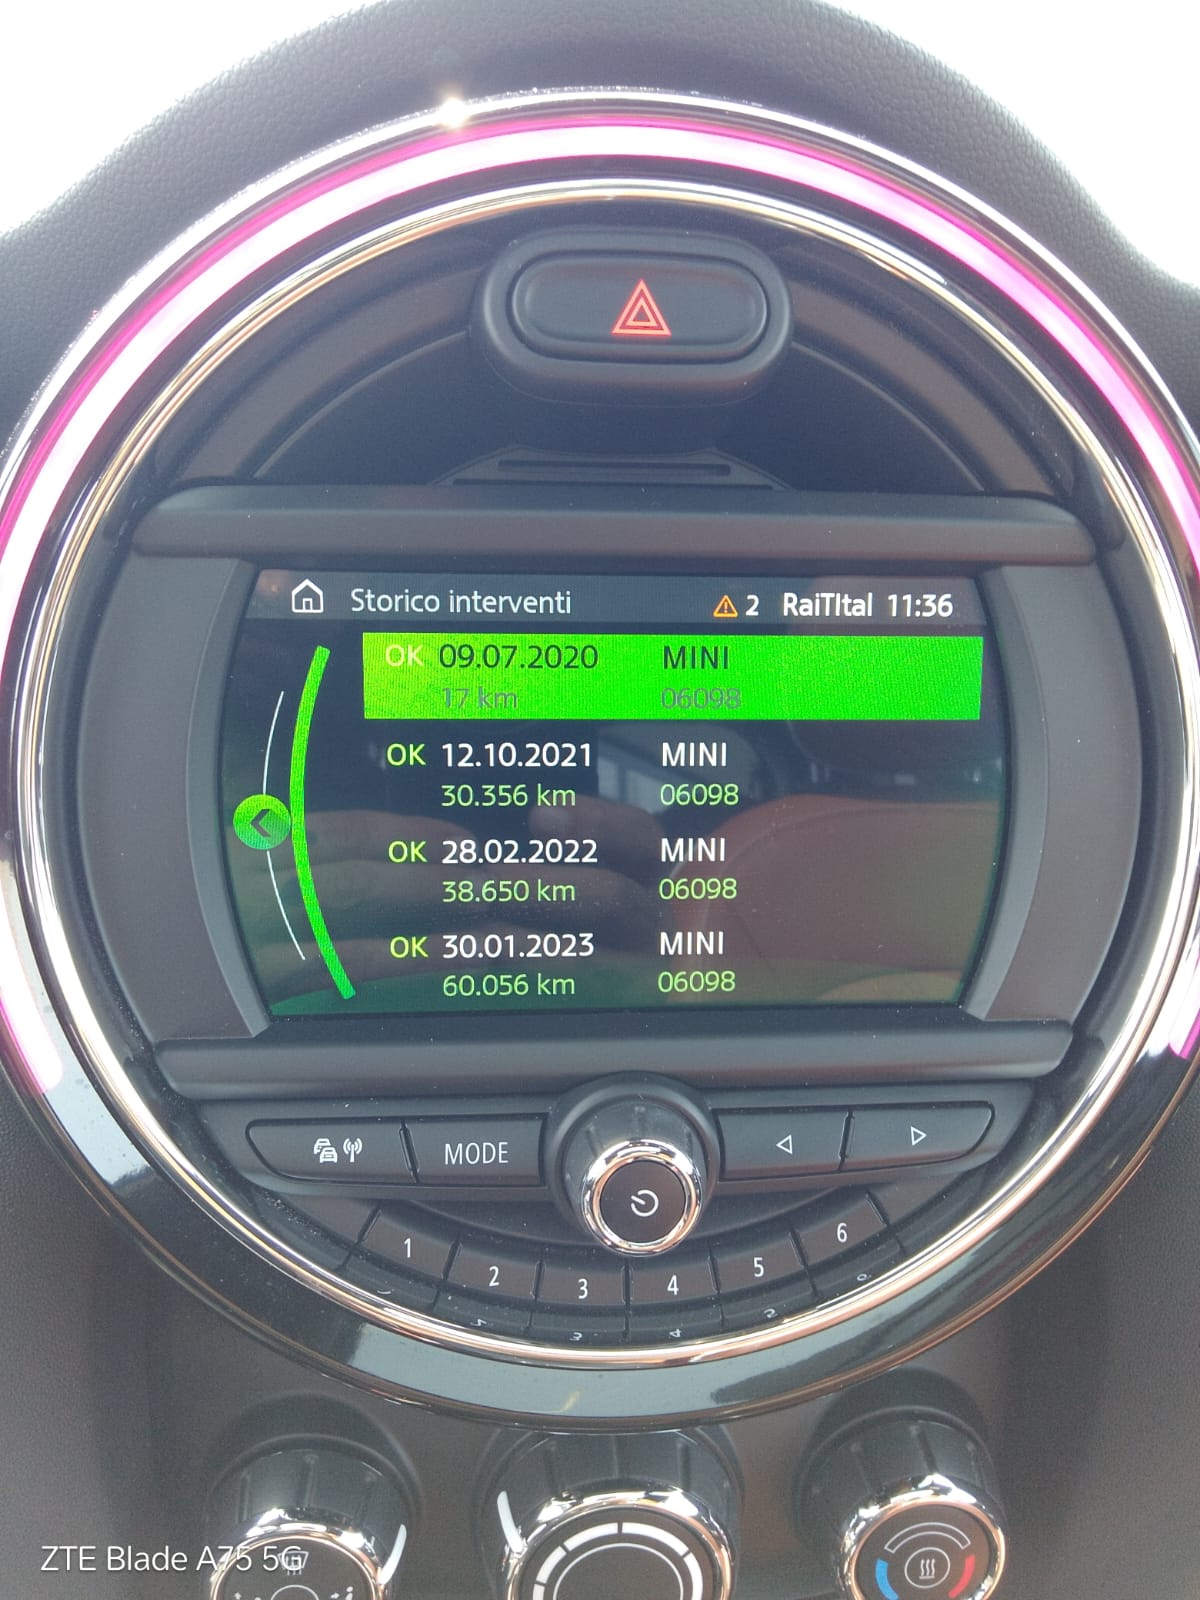 Storico interventi 2 RaiTItal 11:36
OK 09.07.2020 MINI
17 km 06098
OK 12.10.2021 MINI
30.356 km 06098
OK 28.02.2022 MINI
38.650 km 06098
OK 30.01.2023 MINI
60.056 km 06098
MODE
1 2 3 4 5 6
ZTE Blade A75 5G